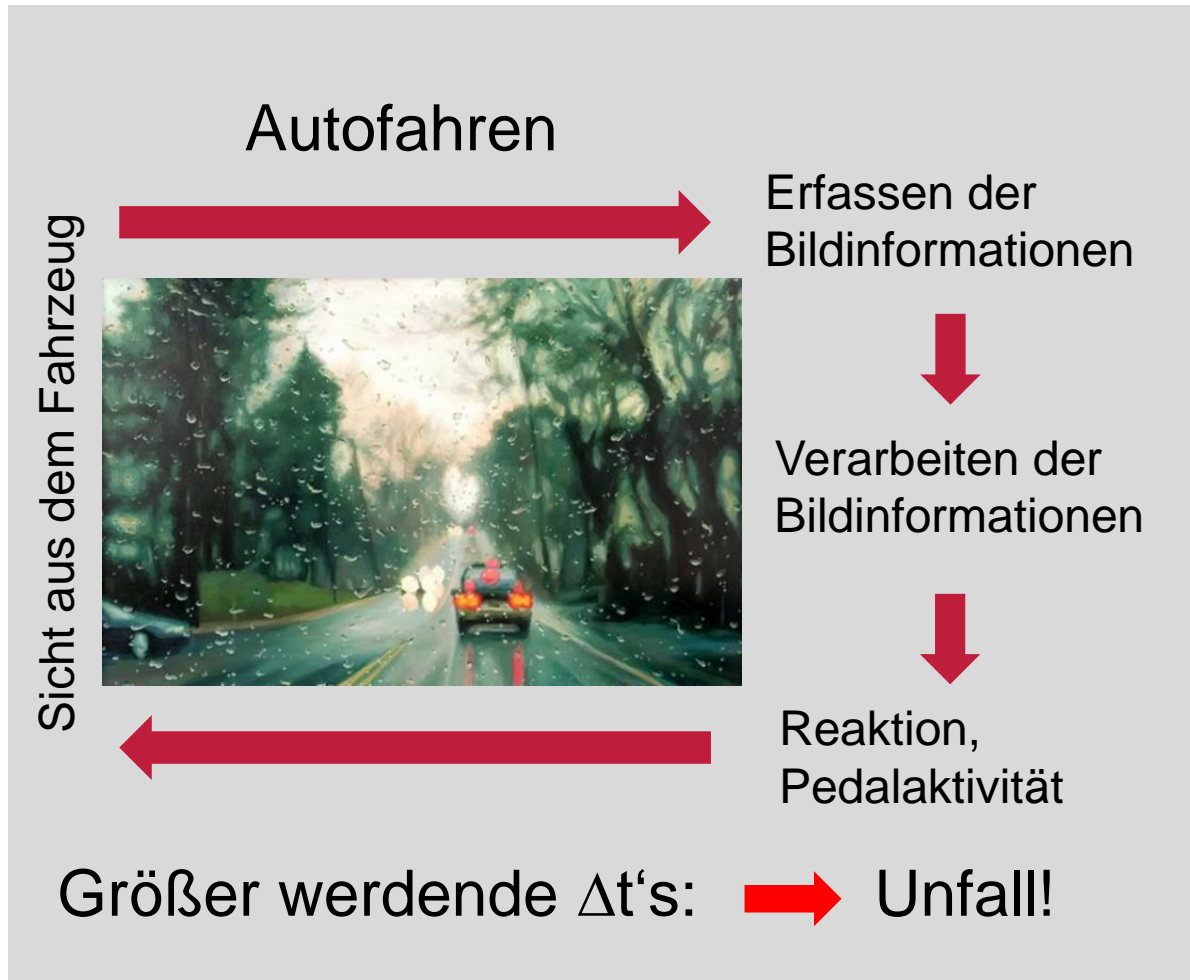 Autofahren
Sicht aus dem Fahrzeug
Erfassen der
Bildinformationen
Verarbeiten der
Bildinformationen
Reaktion,
Pedalaktivität
Größer werdende Δt‘s: Unfall!